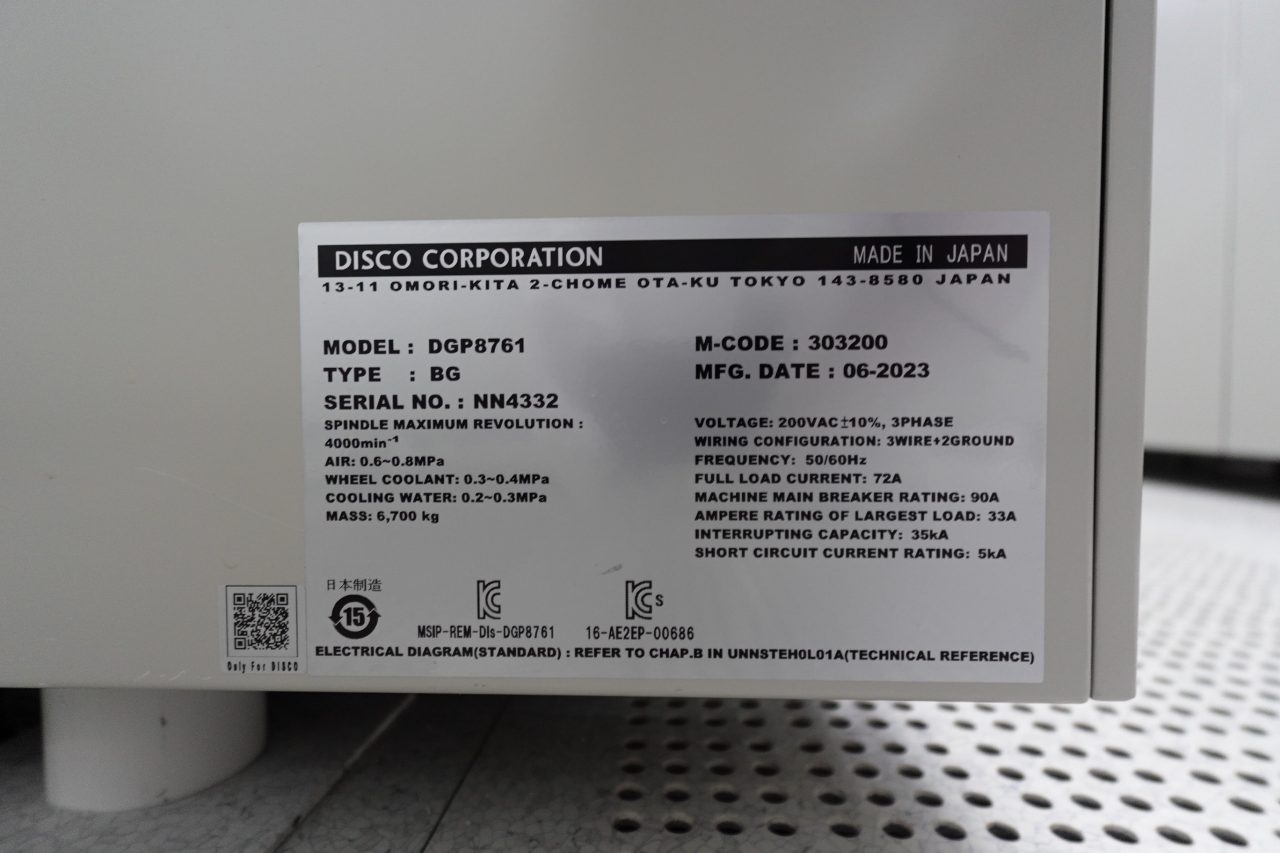 DISCO CORPORATION MADE IN JAPAN
13-11 OMORI-KITA 2-CHOME OTA-KU TOKYO 143-8580 JAPAN
MODEL : DGP8761
TYPE : BG
SERIAL NO. : NN4332
SPINDLE MAXIMUM REVOLUTION :
4000min⁻¹
AIR: 0.6~0.8MPa
WHEEL COOLANT: 0.3~0.4MPa
COOLING WATER: 0.2~0.3MPa
MASS: 6,700 kg
M-CODE : 303200
MFG. DATE : 06-2023
VOLTAGE: 200VAC±10%, 3PHASE
WIRING CONFIGURATION: 3WIRE+2GROUND
FREQUENCY: 50/60Hz
FULL LOAD CURRENT: 72A
MACHINE MAIN BREAKER RATING: 90A
AMPERE RATING OF LARGEST LOAD: 33A
INTERRUPTING CAPACITY: 35kA
SHORT CIRCUIT CURRENT RATING: 5kA
日本制造
15
KC
MSIP-REM-DIs-DGP8761
KCs
16-AE2EP-00686
Only For DISCO
ELECTRICAL DIAGRAM(STANDARD) : REFER TO CHAP.B IN UNNSTEH0L01A(TECHNICAL REFERENCE)